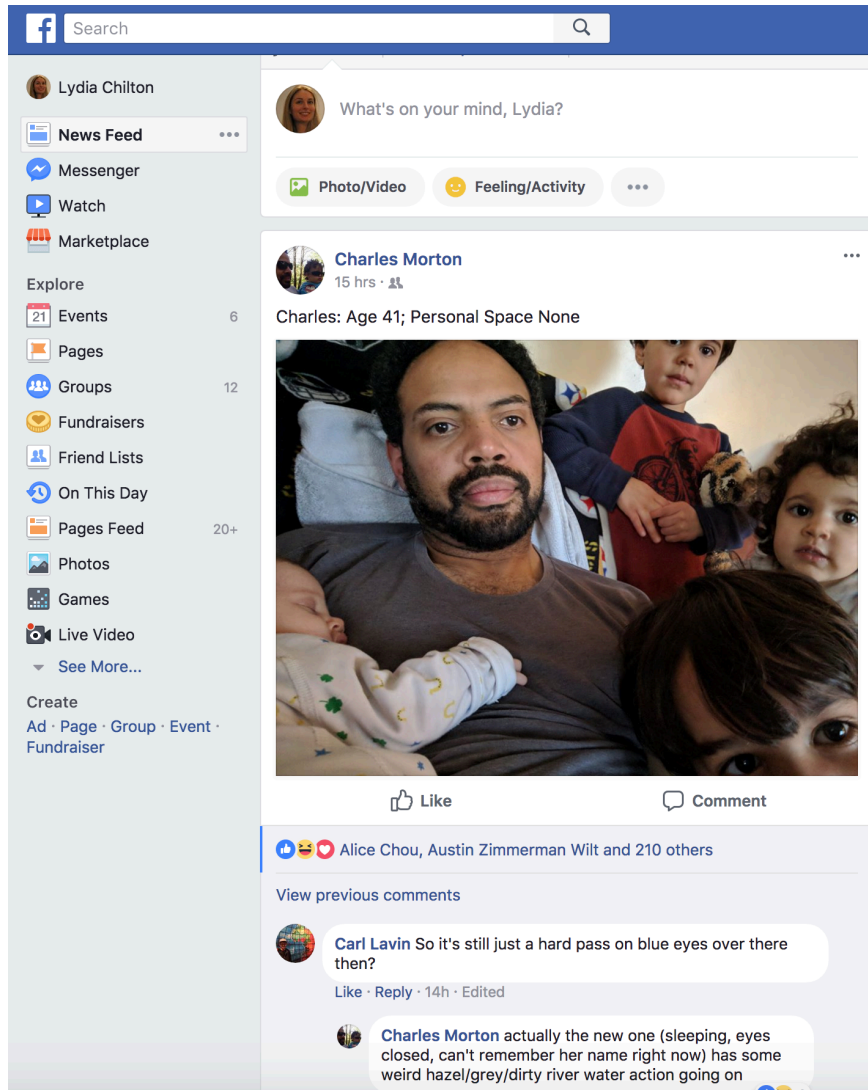 f Search
Lydia Chilton
News Feed
Messenger
Watch
Marketplace
Explore
21 Events 6
Pages
Groups 12
Fundraisers
Friend Lists
On This Day
Pages Feed 20+
Photos
Games
Live Video
See More...
Create
Ad · Page · Group · Event ·
Fundraiser
What's on your mind, Lydia?
Photo/Video Feeling/Activity
Charles Morton
15 hrs ·
Charles: Age 41; Personal Space None
Like Comment
Alice Chou, Austin Zimmerman Wilt and 210 others
View previous comments
Carl Lavin So it's still just a hard pass on blue eyes over there
then?
Like · Reply · 14h · Edited
Charles Morton actually the new one (sleeping, eyes
closed, can't remember her name right now) has some
weird hazel/grey/dirty river water action going on